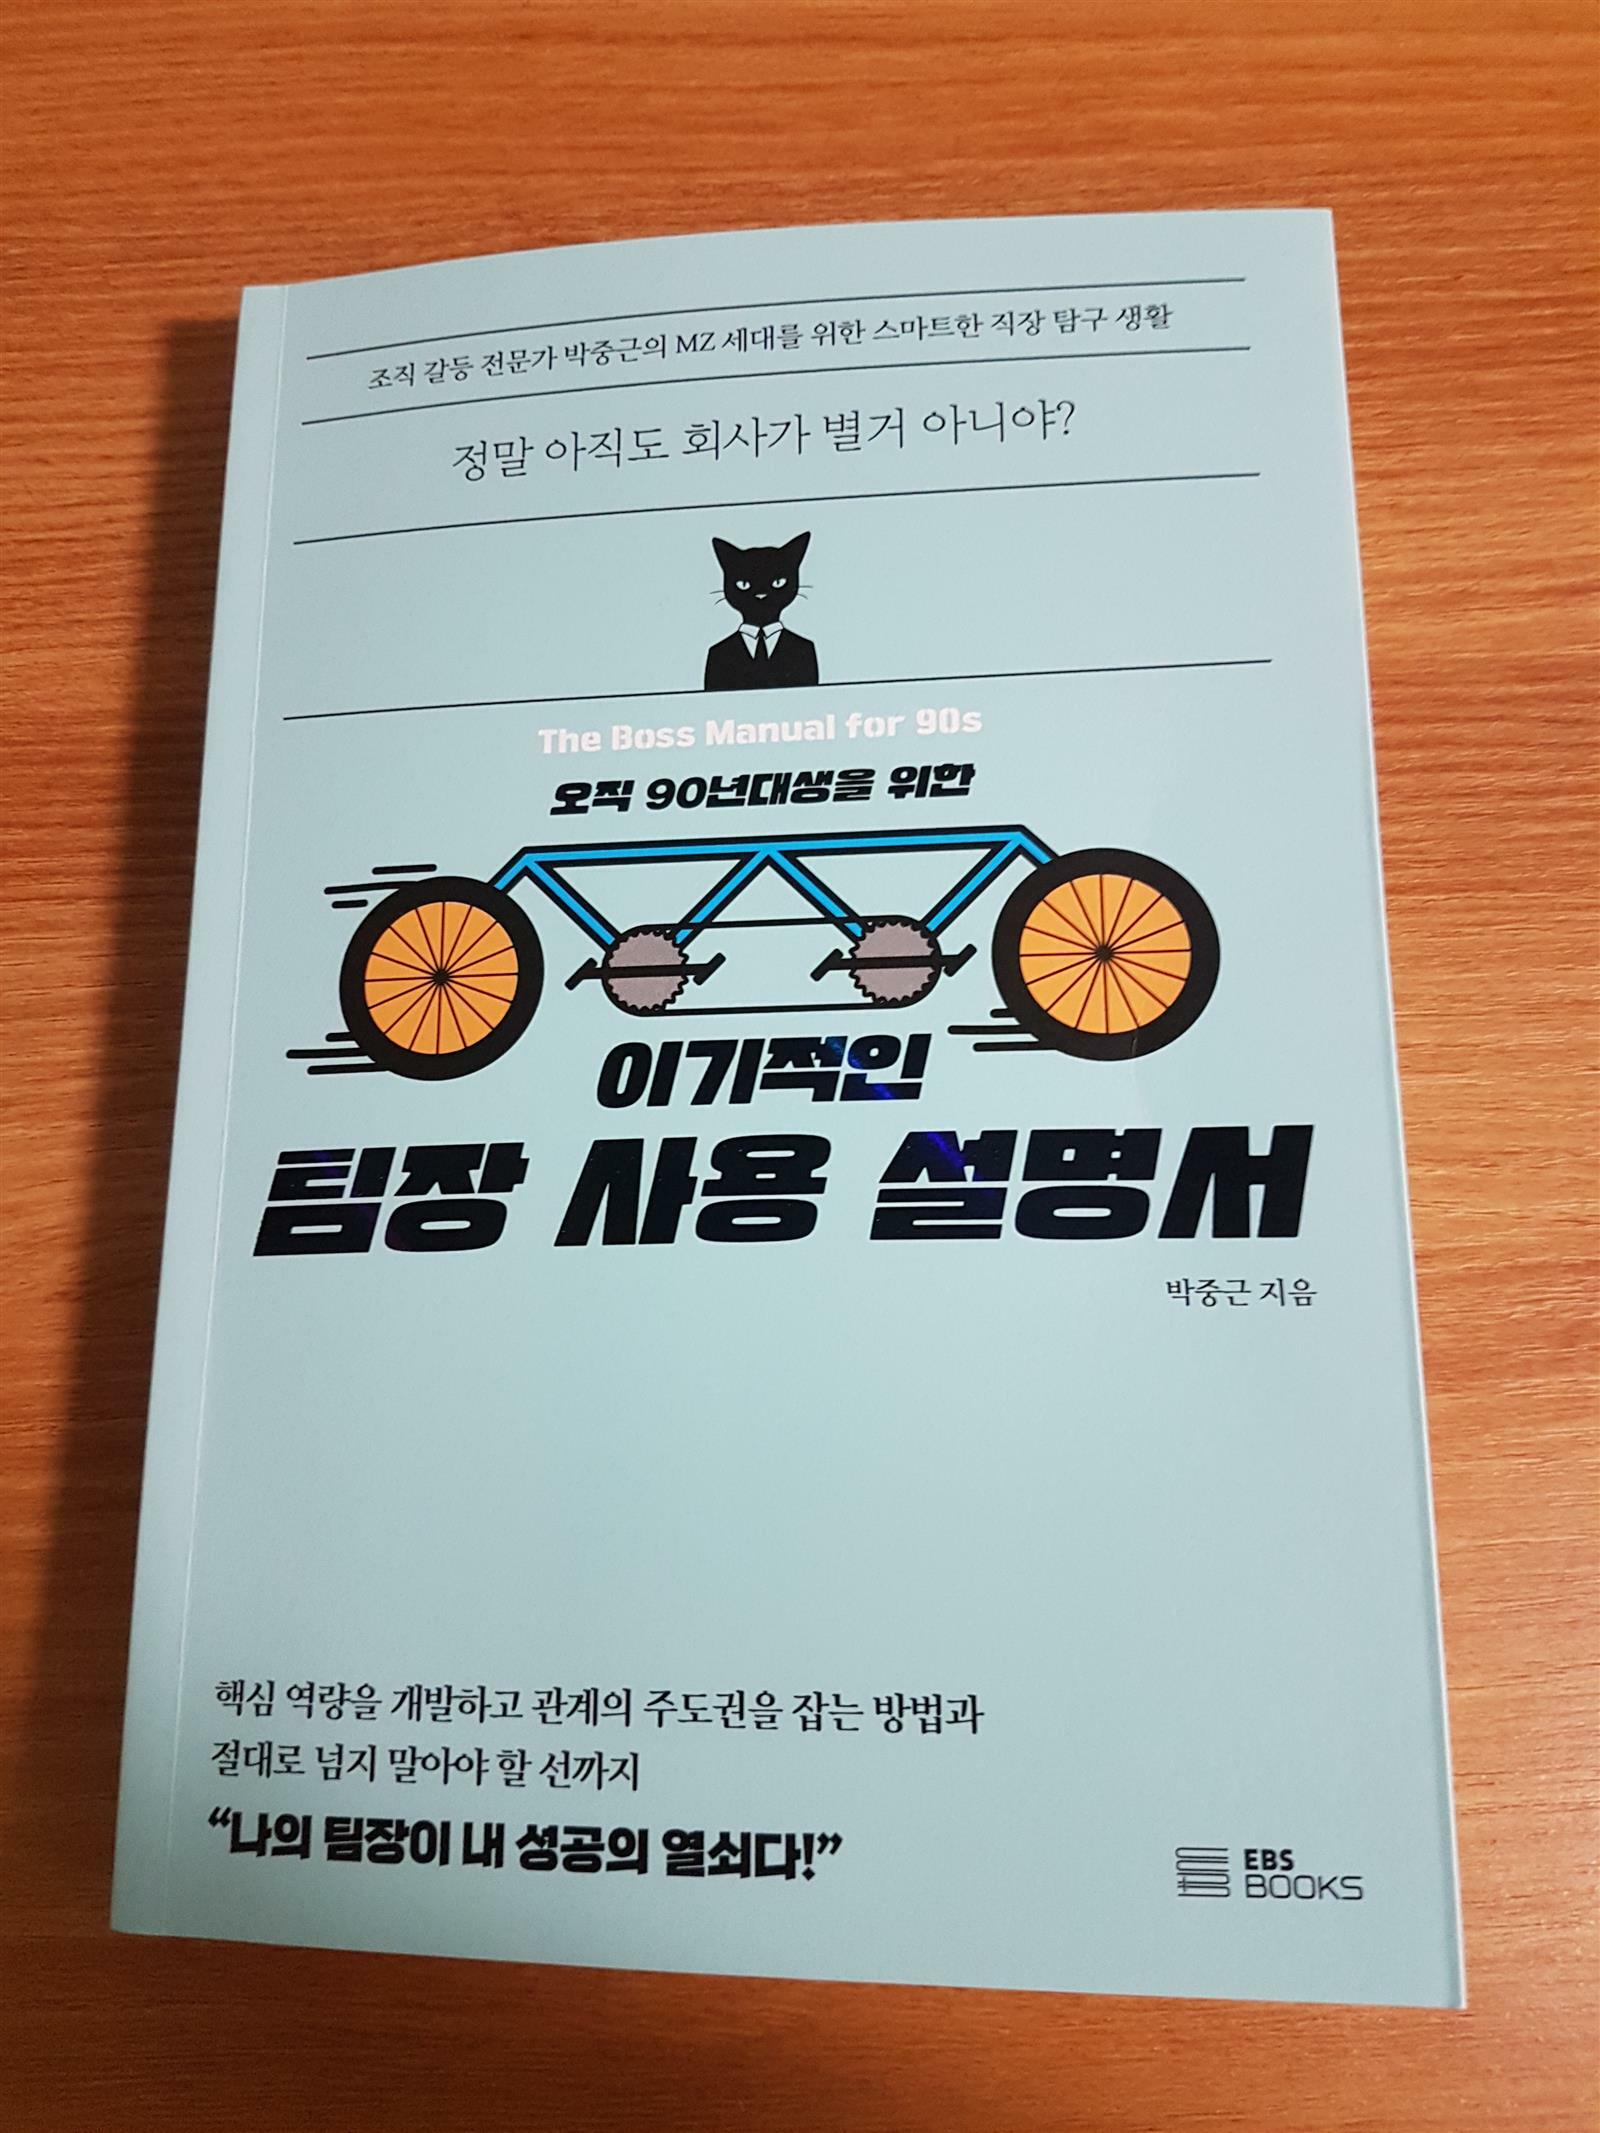 조직 갈등 전문가 박중근의 MZ 세대를 위한 스마트한 직장 탐구 생활
정말 아직도 회사가 별거 아니야?
The Boss Manual for 90s
오직 90년대생을 위한
이기적인
팀장 사용 설명서
박중근 지음
핵심 역량을 개발하고 관계의 주도권을 잡는 방법과
절대로 넘지 말아야 할 선까지
“나의 팀장이 내 성공의 열쇠다!”
EBS
BOOKS